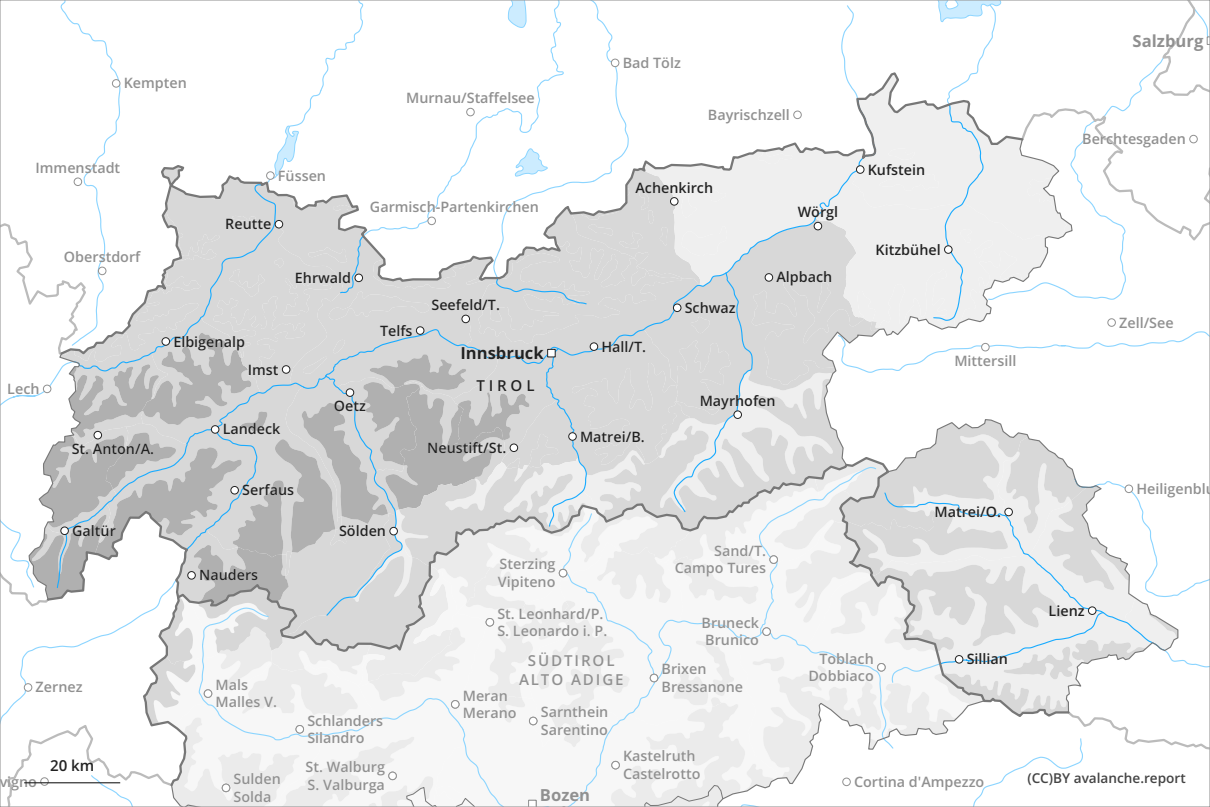 Salzburg
Bad Tölz
Kempten
Murnau/Staffelsee
Bayrischzell
Berchtesgaden
Immenstadt
Füssen
Kufstein
Achenkirch
Garmisch-Partenkirchen
Wörgl
Reutte
Kitzbühel
Oberstdorf
Ehrwald
Alpbach
Seefeld/T.
Schwaz
Telfs
Zell/See
Elbigenalp
Innsbruck
Hall/T.
Mittersill
Imst
TIROL
Lech
Oetz
Mayrhofen
Landeck
Matrei/B.
St. Anton/A.
Neustift/St.
Serfaus
Heiligenblu
Matrei/O.
Galtür
Sölden
Sand/T.
Campo Tures
Sterzing
Vipiteno
Nauders
Lienz
St. Leonhard/P.
S. Leonardo i. P.
Bruneck
Brunico
SÜDTIROL
ALTO ADIGE
Toblach
Dobbiaco
Sillian
Brixen
Bressanone
Zernez
Mals
Malles V.
Meran
Merano
Sarnthein
Sarentino
Schlanders
Silandro
Kastelruth
Castelrotto
20 km
St. Walburg
S. Valburga
vigno
Sulden
Solda
Cortina d'Ampezzo
(CC)BY avalanche.report
Bozen